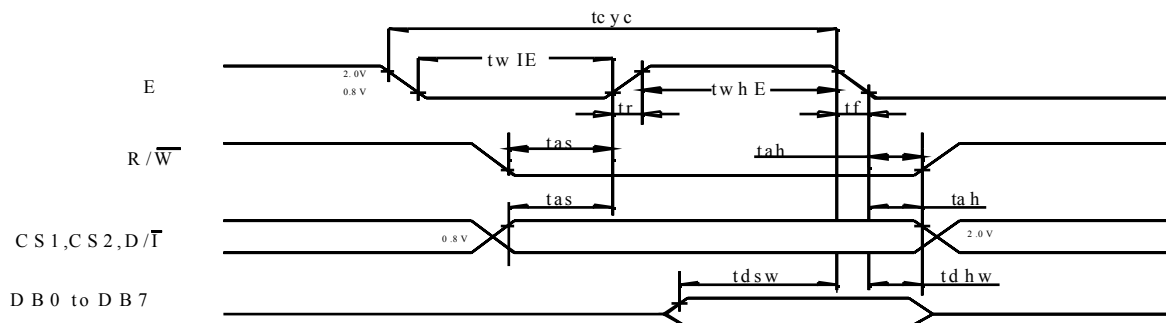 tcyc
twIE
2.0V
E
0.8V
twhE
tr
tf
R/W̅
tas
tah
tas
tah
CS1,CS2,D/I̅
0.8V
2.0V
tdsw
tdhw
DB0 to DB7